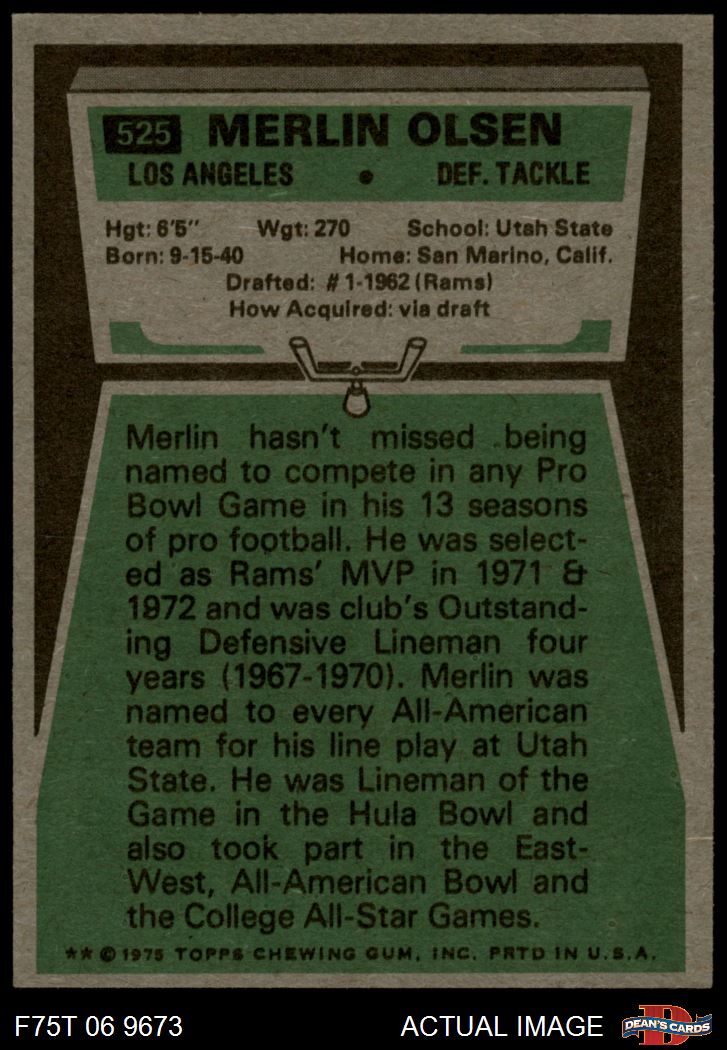 525 MERLIN OLSEN
LOS ANGELES • DEF. TACKLE
Hgt: 6'5" Wgt: 270 School: Utah State
Born: 9-15-40 Home: San Marino, Calif.
Drafted: #1-1962 (Rams)
How Acquired: via draft
Merlin hasn't missed being
named to compete in any Pro
Bowl Game in his 13 seasons
of pro football. He was select-
ed as Rams' MVP in 1971 &
1972 and was club's Outstand-
ing Defensive Lineman four
years (1967-1970). Merlin was
named to every All-American
team for his line play at Utah
State. He was Lineman of the
Game in the Hula Bowl and
also took part in the East-
West, All-American Bowl and
the College All-Star Games.
** © 1975 TOPPS CHEWING GUM, INC. PRTD IN U.S.A.
F75T 06 9673 ACTUAL IMAGE D DEAN'S CARDS